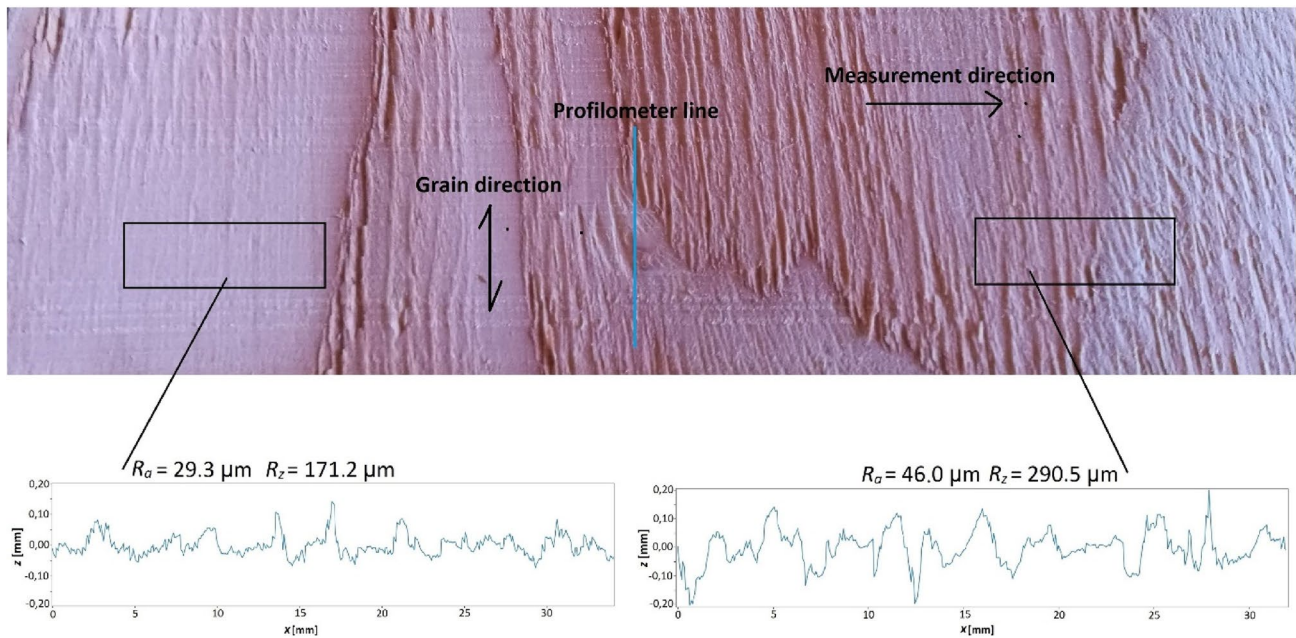 Measurement direction
Profilometer line
Grain direction
Ra = 29.3 µm Rz = 171.2 µm
Ra = 46.0 µm Rz = 290.5 µm
0,20
0,10
0,00
-0,10
-0,20
z [mm]
0 5 10 15 20 25 30
x [mm]
0,20
0,10
0,00
-0,10
-0,20
z [mm]
0 5 10 15 20 25 30
x [mm]